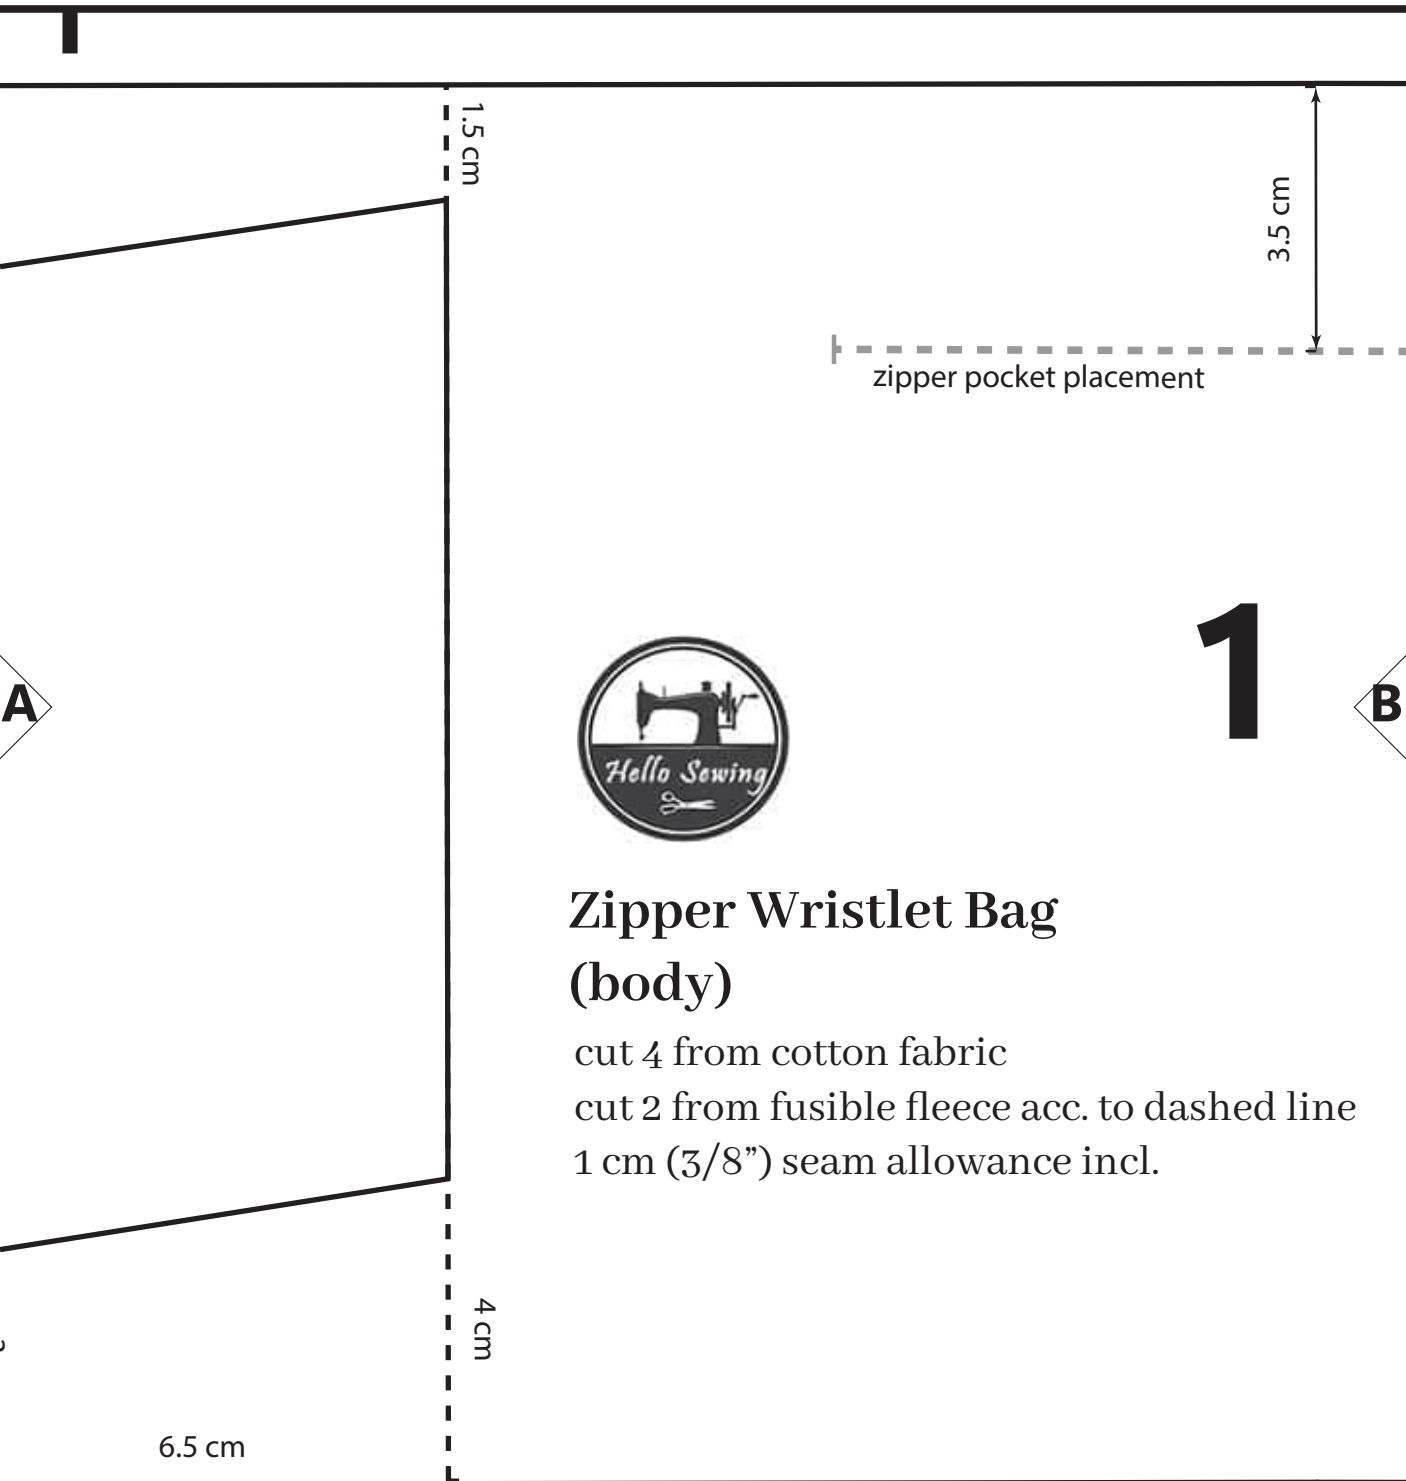 1.5 cm
3.5 cm
zipper pocket placement
1
A
B
Hello Sewing
Zipper Wristlet Bag
(body)
cut 4 from cotton fabric
cut 2 from fusible fleece acc. to dashed line
1 cm (3/8”) seam allowance incl.
4 cm
6.5 cm